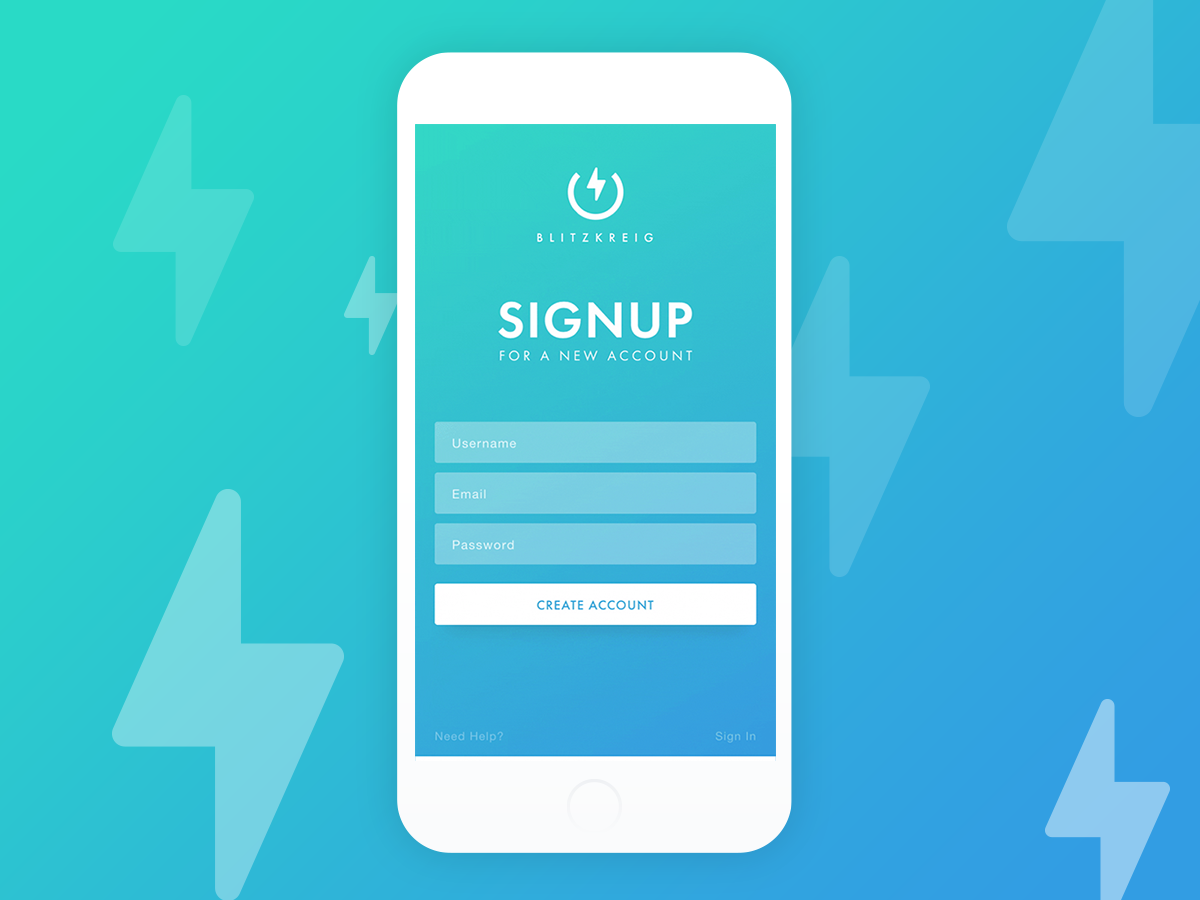 BLITZKREIG
SIGNUP
FOR A NEW ACCOUNT
Username
Email
Password
CREATE ACCOUNT
Need Help?
Sign In